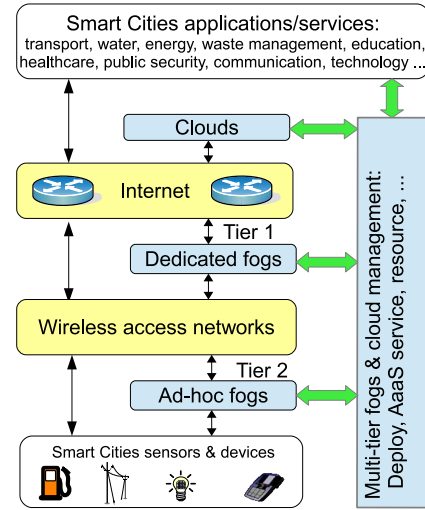 Smart Cities applications/services:
transport, water, energy, waste management, education,
healthcare, public security, communication, technology ...
Clouds
Internet
Tier 1
Dedicated fogs
Wireless access networks
Tier 2
Ad-hoc fogs
Smart Cities sensors & devices
Multi-tier fogs & cloud management:
Deploy, AaaS service, resource, ...